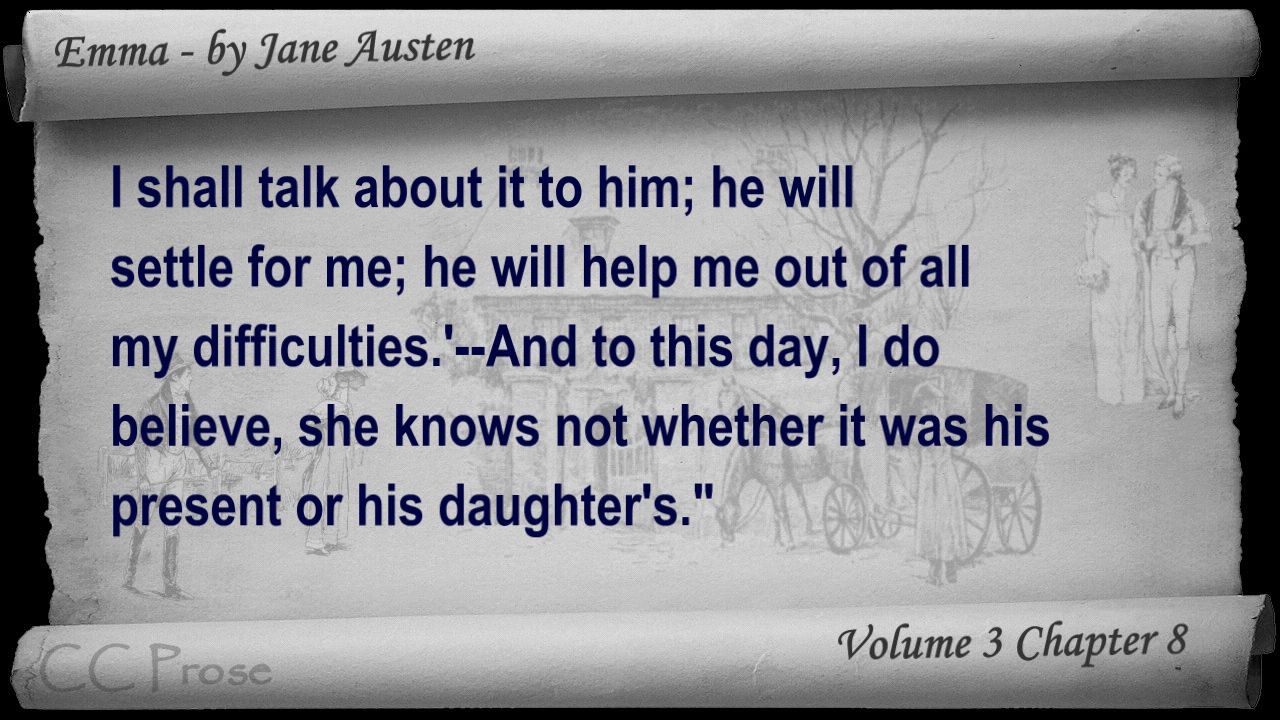 Emma - by Jane Austen
I shall talk about it to him; he will
settle for me; he will help me out of all
my difficulties.'--And to this day, I do
believe, she knows not whether it was his
present or his daughter's."
Volume 3 Chapter 8
CC Prose